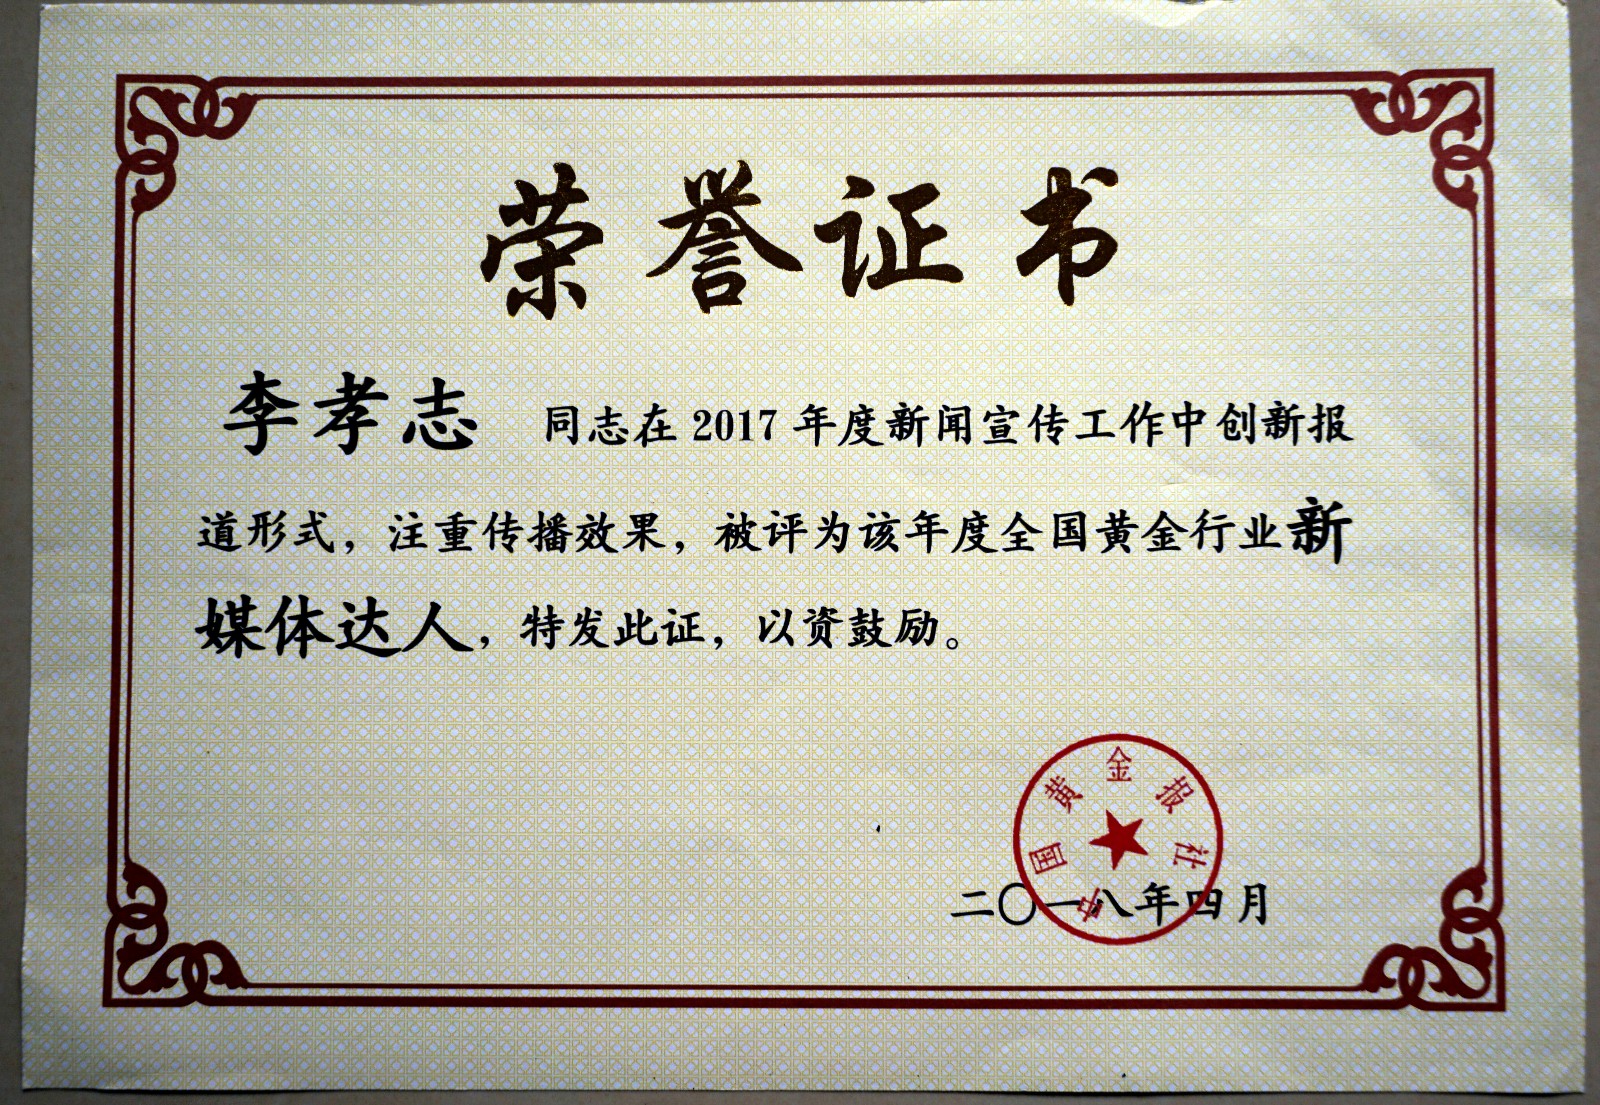 荣誉证书
李孝志 同志在2017年度新闻宣传工作中创新报
道形式，注重传播效果，被评为该年度全国黄金行业新
媒体达人，特发此证，以资鼓励。
中国黄金报社
二〇一八年四月